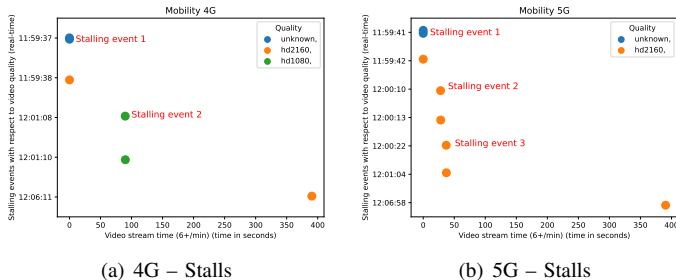 Mobility 4G
Stalling events with respect to video quality (real-time)
11:59:37
11:59:38
12:01:08
12:01:10
12:06:11
Stalling event 1
Stalling event 2
Quality
unknown,
hd2160,
hd1080,
0 50 100 150 200 250 300 350 400
Video stream time (6+/min) (time in seconds)
(a) 4G – Stalls
Mobility 5G
Stalling events with respect to video quality (real-time)
11:59:41
11:59:42
12:00:10
12:00:13
12:00:22
12:01:04
12:06:58
Stalling event 1
Stalling event 2
Stalling event 3
Quality
unknown,
hd2160,
0 50 100 150 200 250 300 350 400
Video stream time (6+/min) (time in seconds)
(b) 5G – Stalls